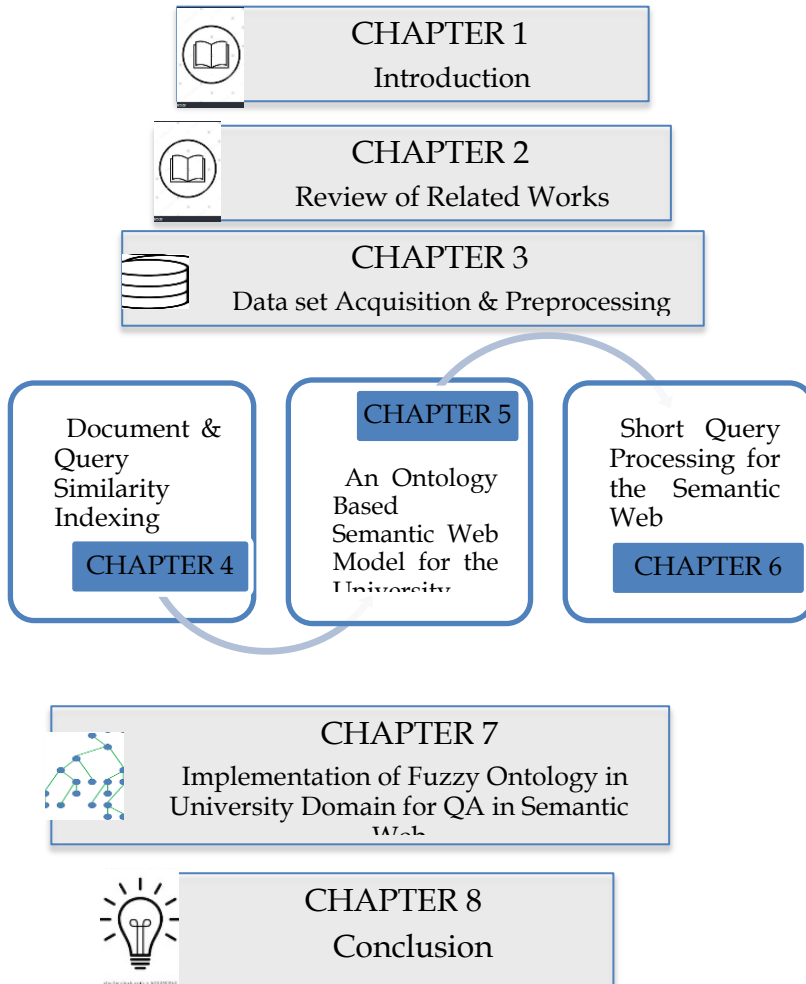 CHAPTER 1
Introduction
CHAPTER 2
Review of Related Works
CHAPTER 3
Data set Acquisition & Preprocessing
Document &
Query
Similarity
Indexing
CHAPTER 4
CHAPTER 5
An Ontology
Based
Semantic Web
Model for the
University
Short Query
Processing for
the Semantic
Web
CHAPTER 6
CHAPTER 7
Implementation of Fuzzy Ontology in
University Domain for QA in Semantic
Web
CHAPTER 8
Conclusion